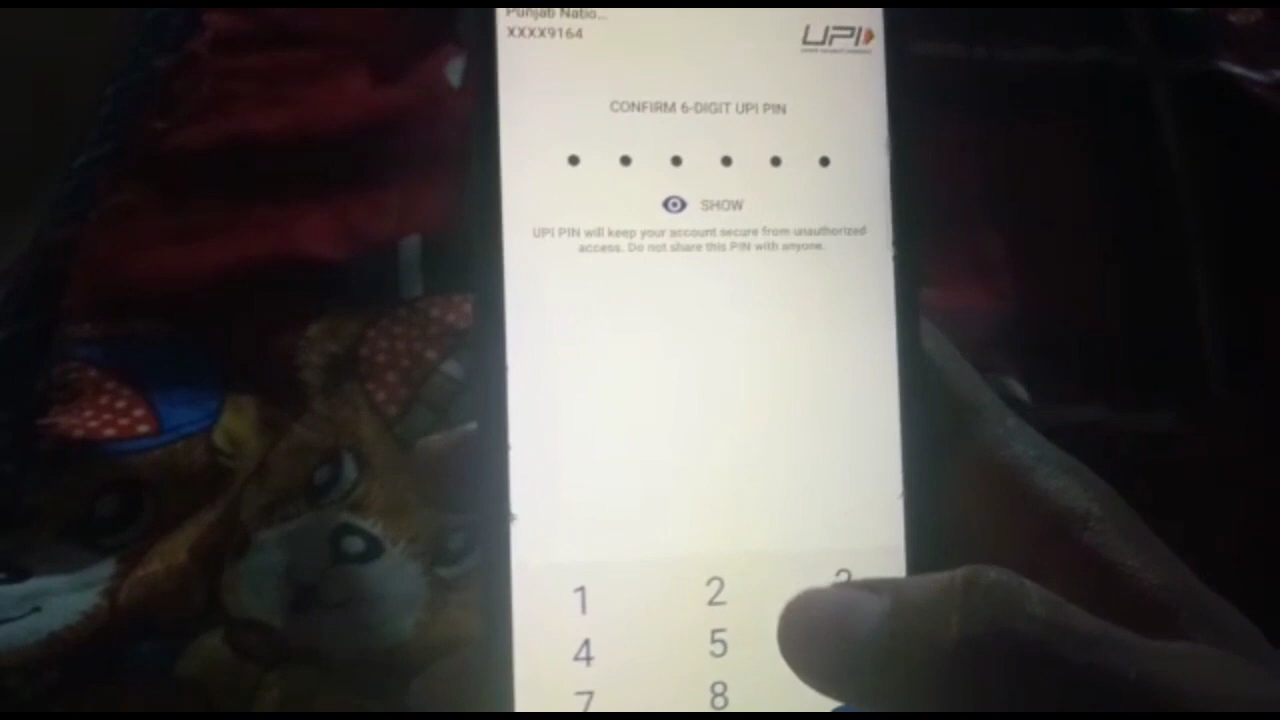 Punjab Natio...
XXXX9164
UPI
CONFIRM 6-DIGIT UPI PIN
SHOW
UPI PIN will keep your account secure from unauthorized
access. Do not share this PIN with anyone.
1 2
4 5
7 8